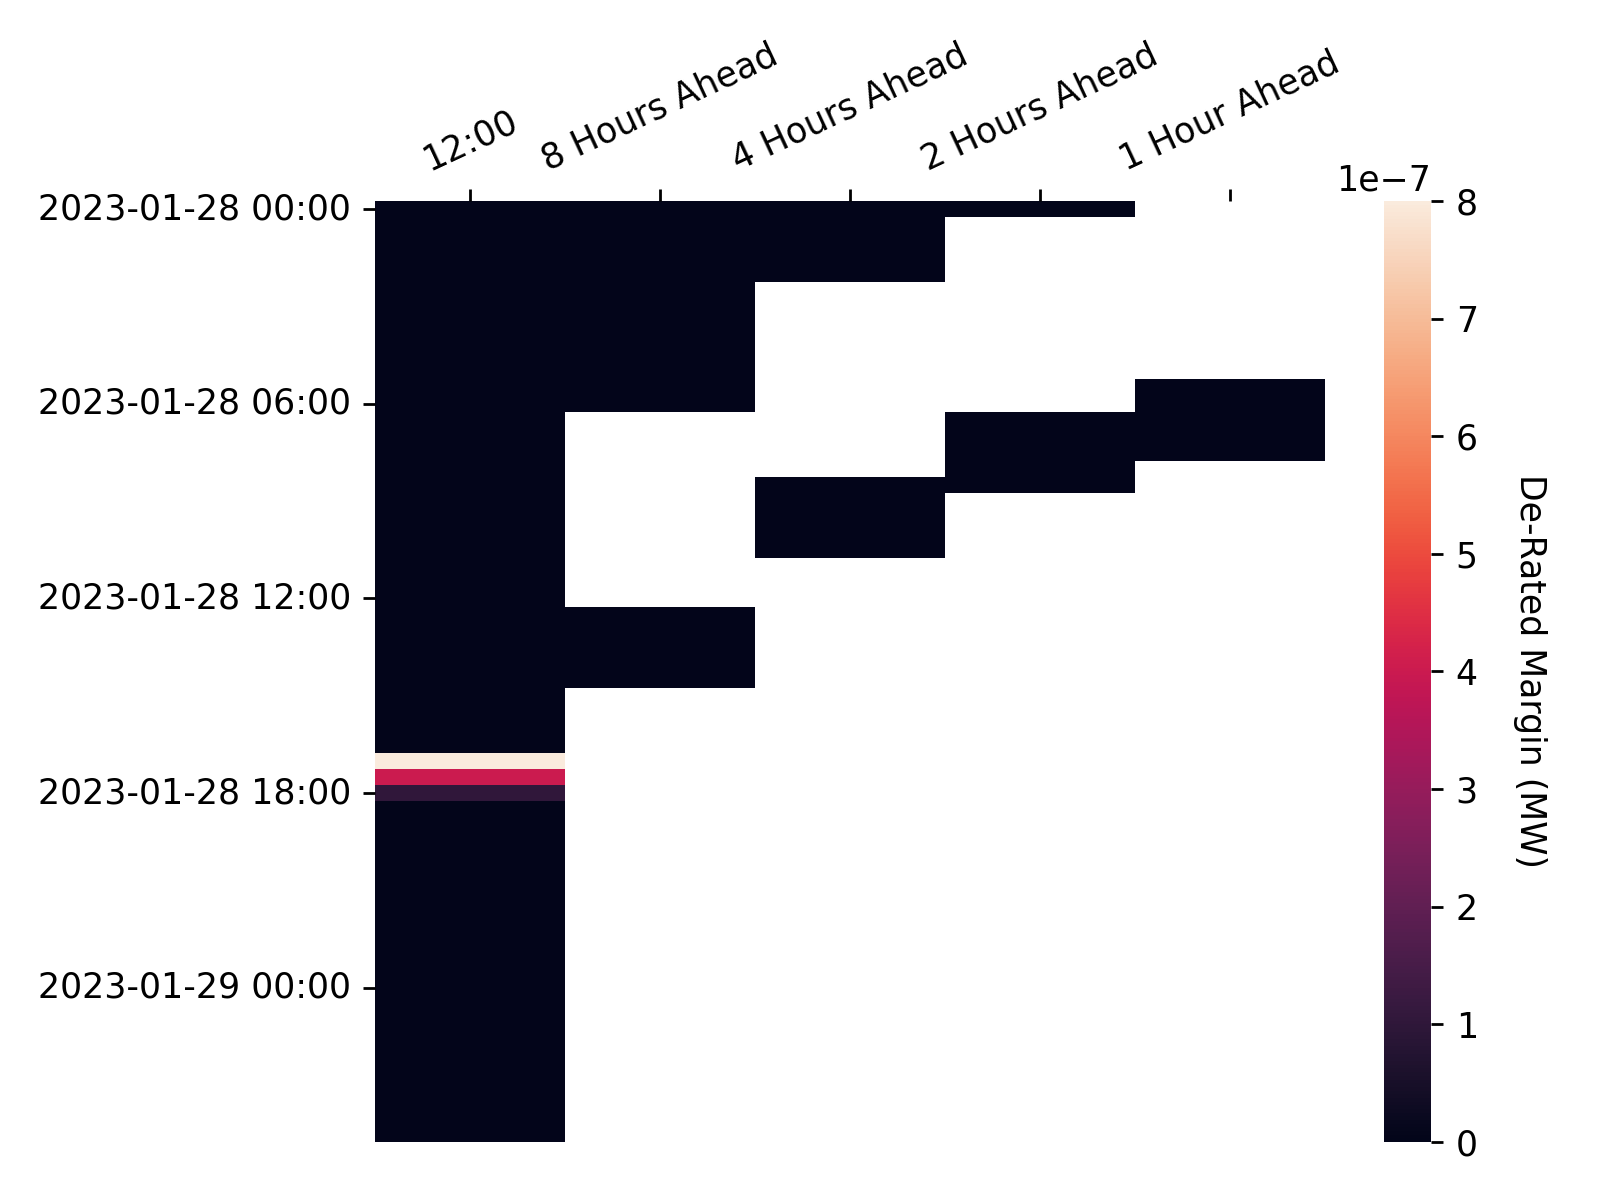 12:00
8 Hours Ahead
4 Hours Ahead
2 Hours Ahead
1 Hour Ahead
2023-01-28 00:00
2023-01-28 06:00
2023-01-28 12:00
2023-01-28 18:00
2023-01-29 00:00
1e−7
8
7
6
5
4
3
2
1
0
De-Rated Margin (MW)